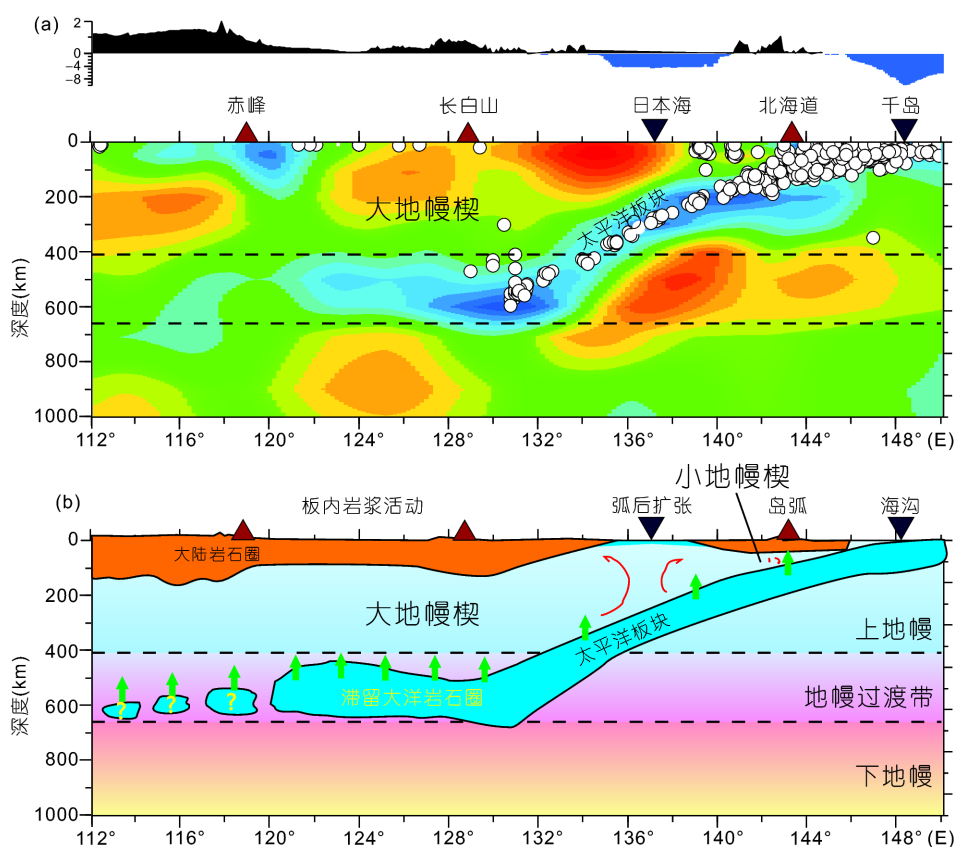 (a)
2
0
−4
−8
赤峰 长白山 日本海 北海道 千岛
0
200
400
600
800
1000
深度(km)
大地幔楔
太平洋板块
112° 116° 120° 124° 128° 132° 136° 140° 144° 148° (E)
(b)
小地幔楔
板内岩浆活动 弧后扩张 岛弧 海沟
0
200
400
600
800
1000
深度(km)
大陆岩石圈
大地幔楔
太平洋板块
上地幔
滞留大洋岩石圈
? ? ?
地幔过渡带
下地幔
112° 116° 120° 124° 128° 132° 136° 140° 144° 148° (E)